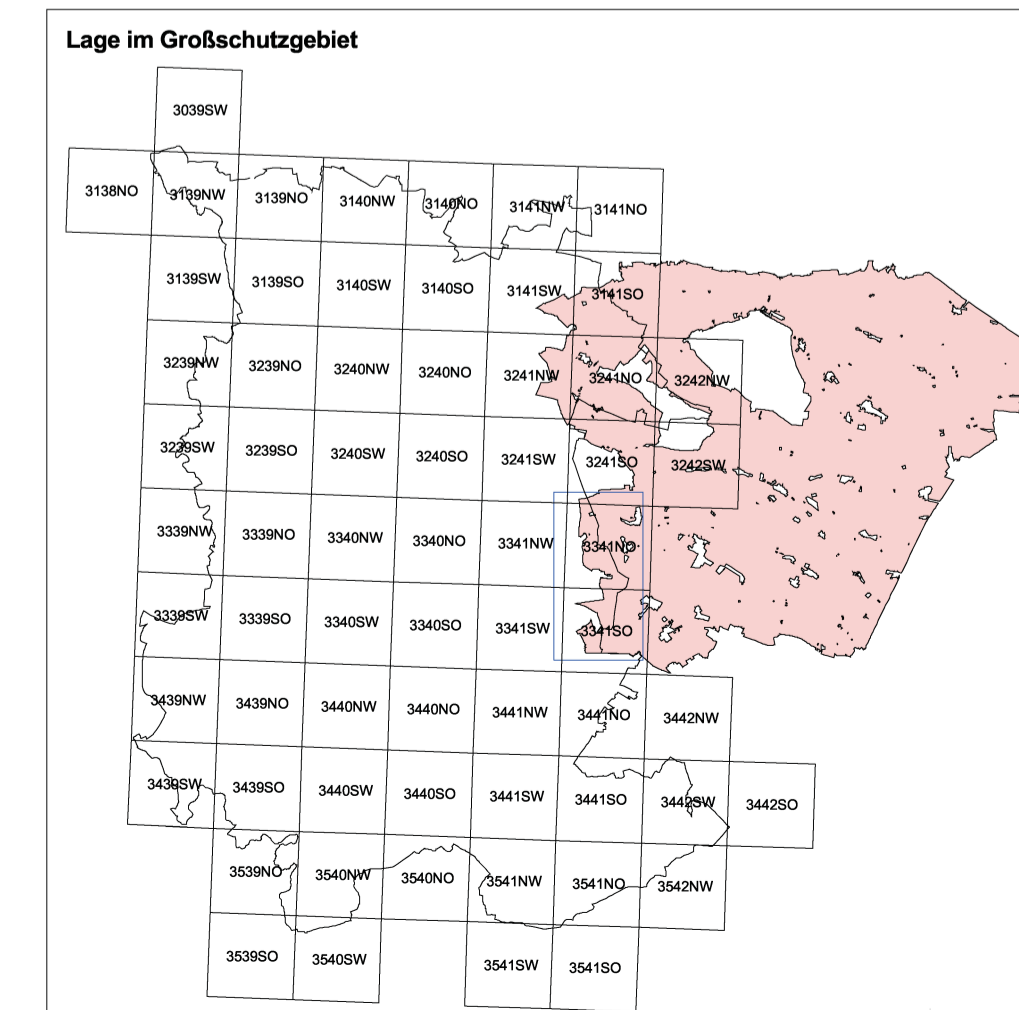 Lage im Großschutzgebiet
3039SW
3138NO 3139NW 3139NO 3140NW 3140NO 3141NW 3141NO
3139SW 3139SO 3140SW 3140SO 3141SW 3141SO
3239NW 3239NO 3240NW 3240NO 3241NW 3241NO 3242NW
3239SW 3239SO 3240SW 3240SO 3241SW 3241SO 3242SW
3339NW 3339NO 3340NW 3340NO 3341NW 3341NO
3339SW 3339SO 3340SW 3340SO 3341SW 3341SO
3439NW 3439NO 3440NW 3440NO 3441NW 3441NO 3442NW
3439SW 3439SO 3440SW 3440SO 3441SW 3441SO 3442SW 3442SO
3539NO 3540NW 3540NO 3541NW 3541NO 3542NW
3539SO 3540SW 3541SW 3541SO